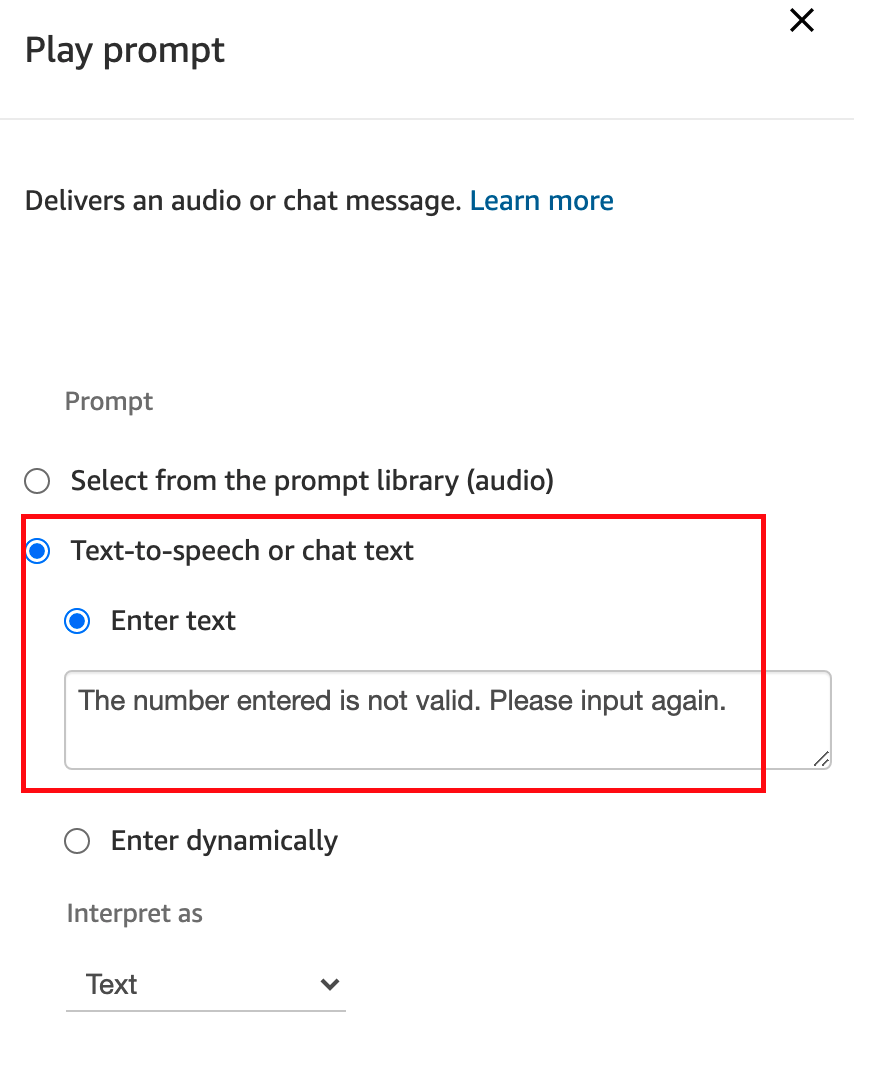 Play prompt
Delivers an audio or chat message. Learn more
Prompt
Select from the prompt library (audio)
Text-to-speech or chat text
Enter text
The number entered is not valid. Please input again.
Enter dynamically
Interpret as
Text